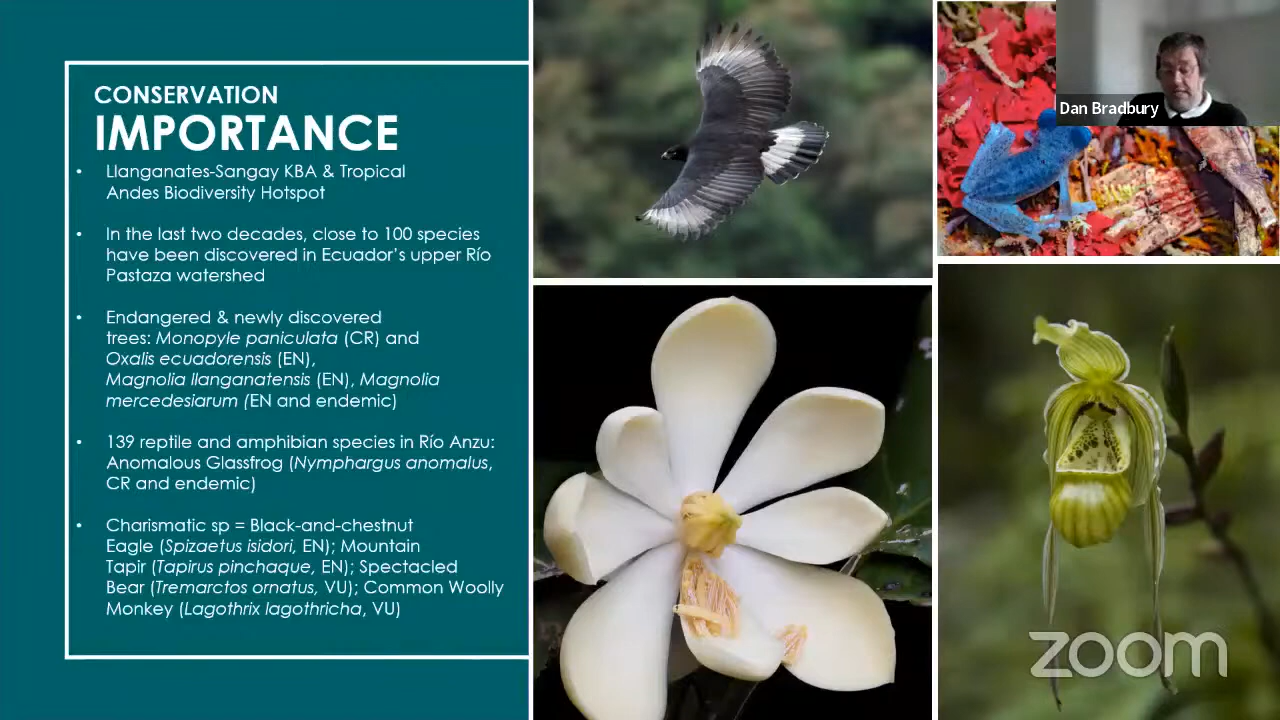 CONSERVATION
IMPORTANCE
• Llanganates-Sangay KBA & Tropical
Andes Biodiversity Hotspot
• In the last two decades, close to 100 species
have been discovered in Ecuador's upper Río
Pastaza watershed
• Endangered & newly discovered
trees: Monopyle paniculata (CR) and
Oxalis ecuadorensis (EN),
Magnolia llanganatensis (EN), Magnolia
mercedesiarum (EN and endemic)
• 139 reptile and amphibian species in Río Anzu:
Anomalous Glassfrog (Nymphargus anomalus,
CR and endemic)
• Charismatic sp = Black-and-chestnut
Eagle (Spizaetus isidori, EN); Mountain
Tapir (Tapirus pinchaque, EN); Spectacled
Bear (Tremarctos ornatus, VU); Common Woolly
Monkey (Lagothrix lagothricha, VU)
Dan Bradbury
zoom